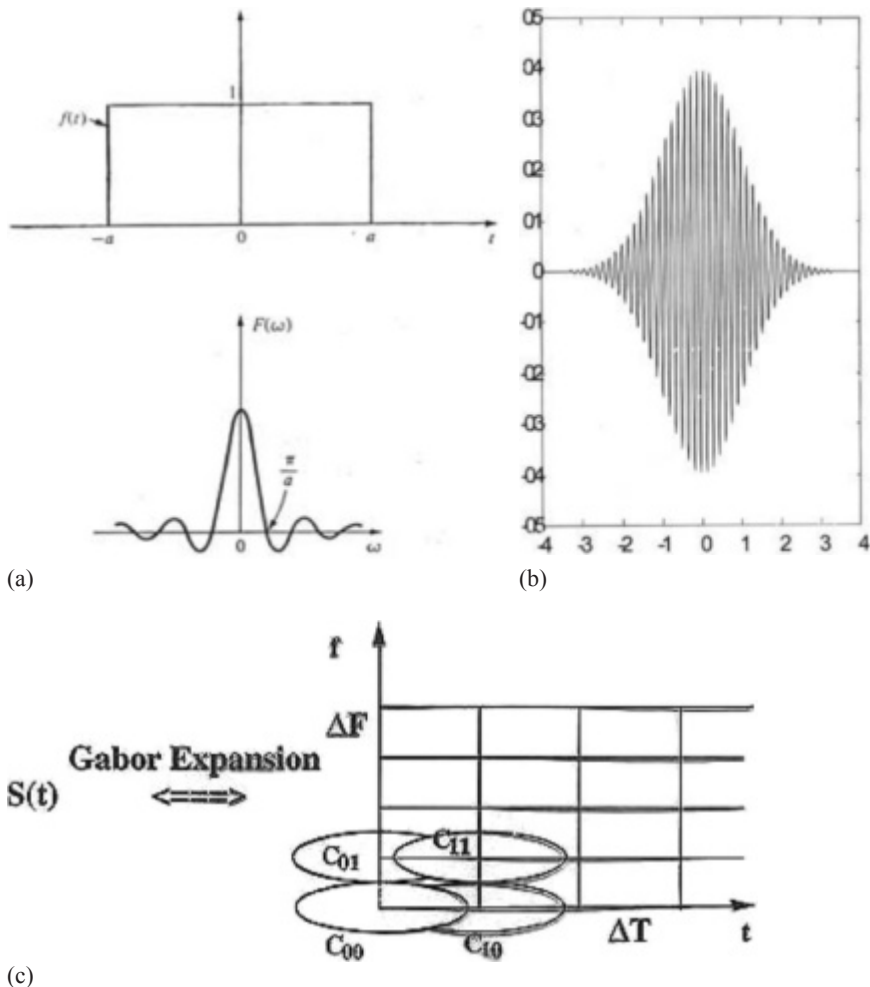 1
f(t)
−a 0 a t
F(ω)
π
a
0 ω
(a)
05
04
03
02
01
0
-01
-02
-03
-04
-05
-4 -3 -2 -1 0 1 2 3 4
(b)
f
ΔF
Gabor Expansion
S(t)
C01 C11
C00 C10
ΔT t
(c)